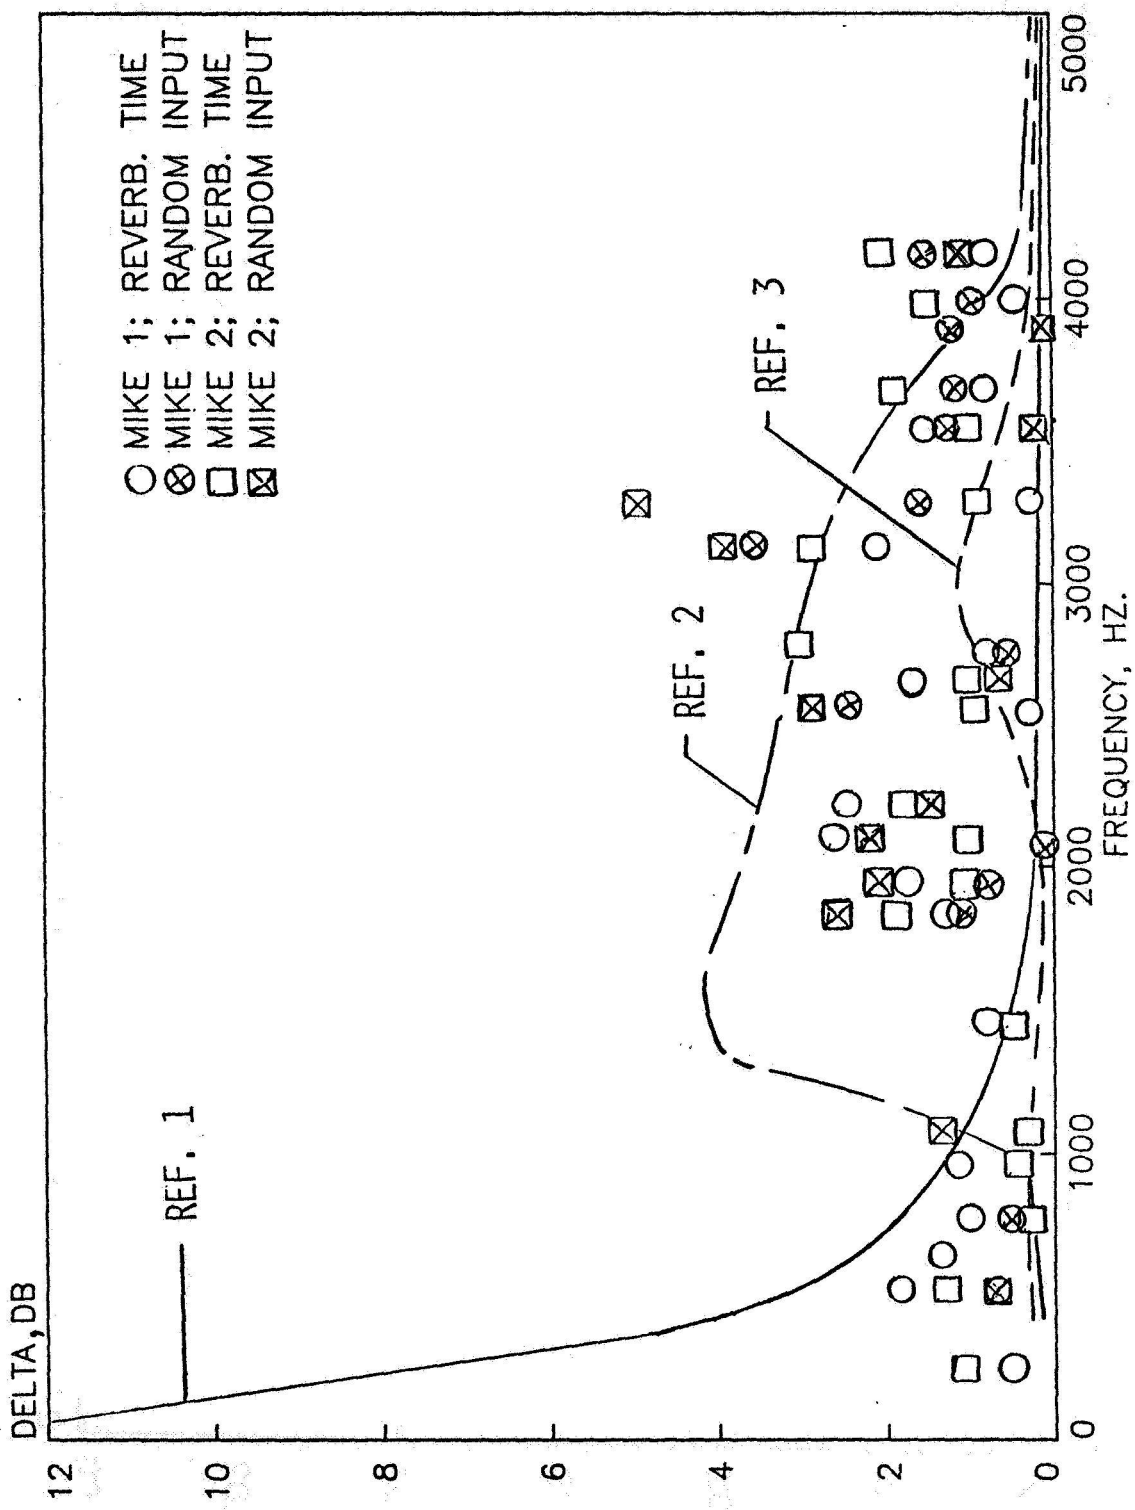 DELTA, DB
12
10
8
6
4
2
0
0
1000
2000
3000
4000
5000
FREQUENCY, HZ.
REF. 1
REF. 2
REF. 3
MIKE 1; REVERB. TIME
MIKE 1; RANDOM INPUT
MIKE 2; REVERB. TIME
MIKE 2; RANDOM INPUT